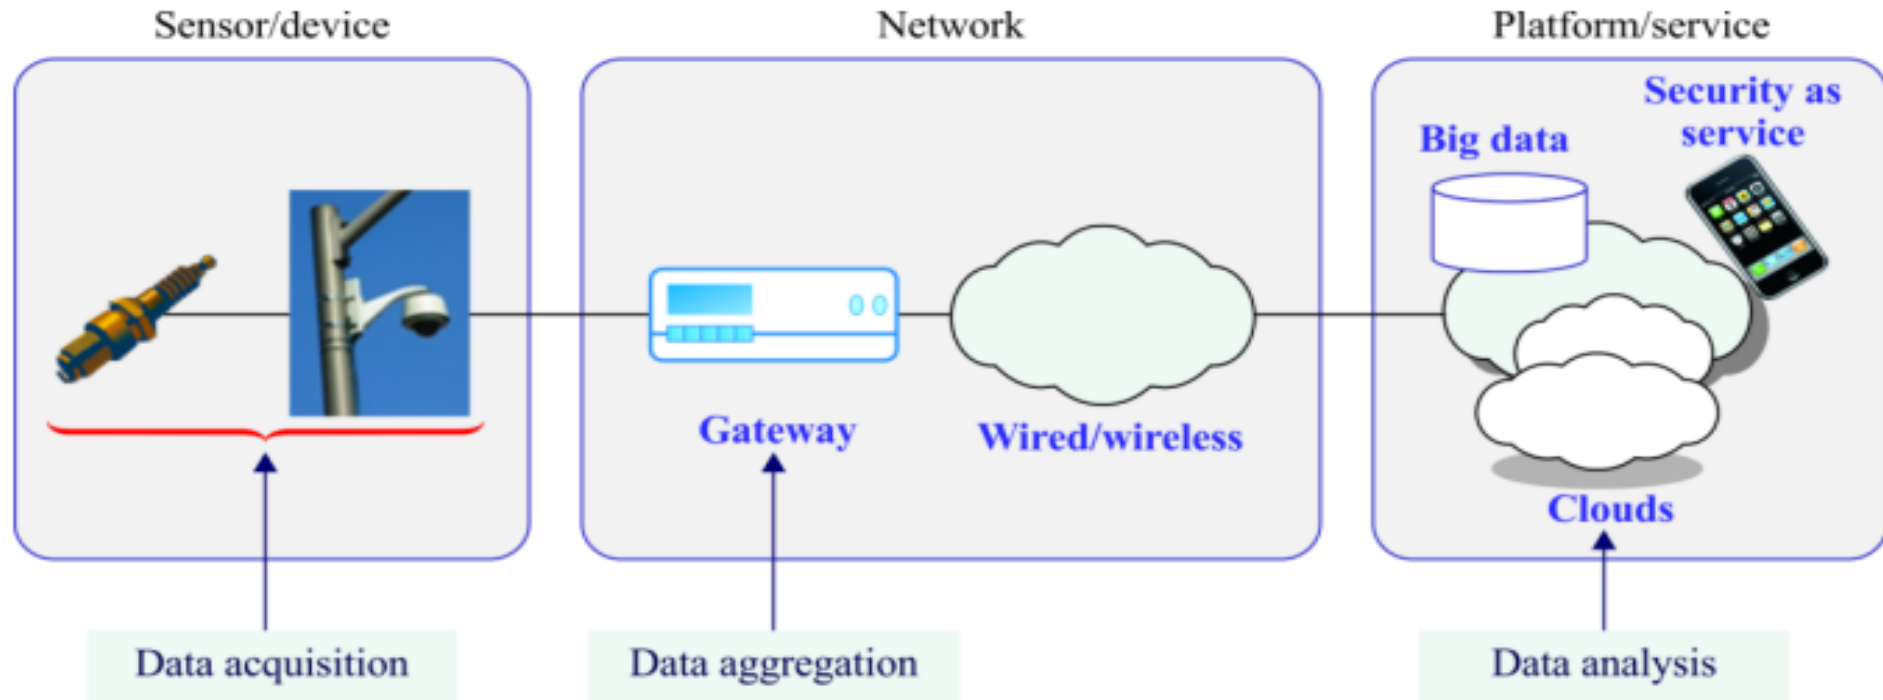 Sensor/device
Network
Platform/service
Security as
service
Big data
Gateway
Wired/wireless
Clouds
Data acquisition
Data aggregation
Data analysis